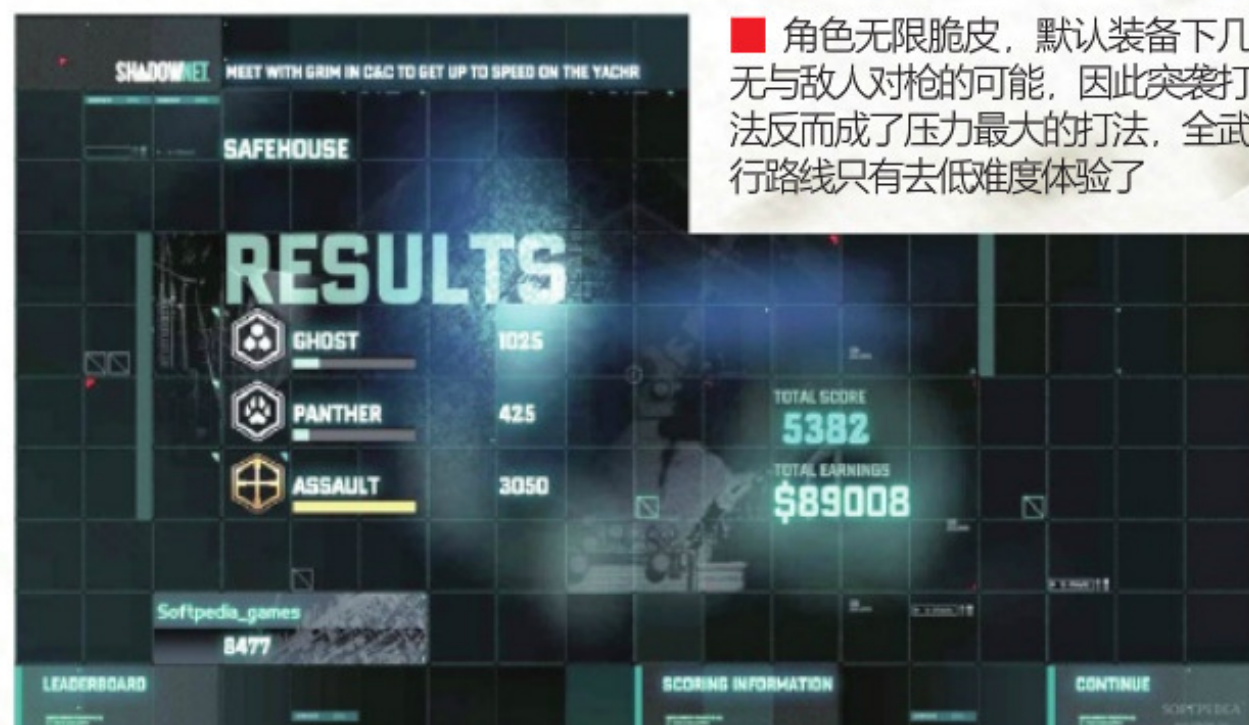 ■ 角色无限脆皮，默认装备下几
无与敌人对枪的可能，因此突袭打
法反而成了压力最大的打法，全武
行路线只有去低难度体验了
SHADOWNET MEET WITH GRIM IN C&C TO GET UP TO SPEED ON THE YACHR
SAFEHOUSE
RESULTS
GHOST 1025
PANTHER 425
ASSAULT 3050
TOTAL SCORE
5382
TOTAL EARNINGS
$89008
Softpedia_games
8477
LEADERBOARD
SCORING INFORMATION
CONTINUE
SOFTPEDIA